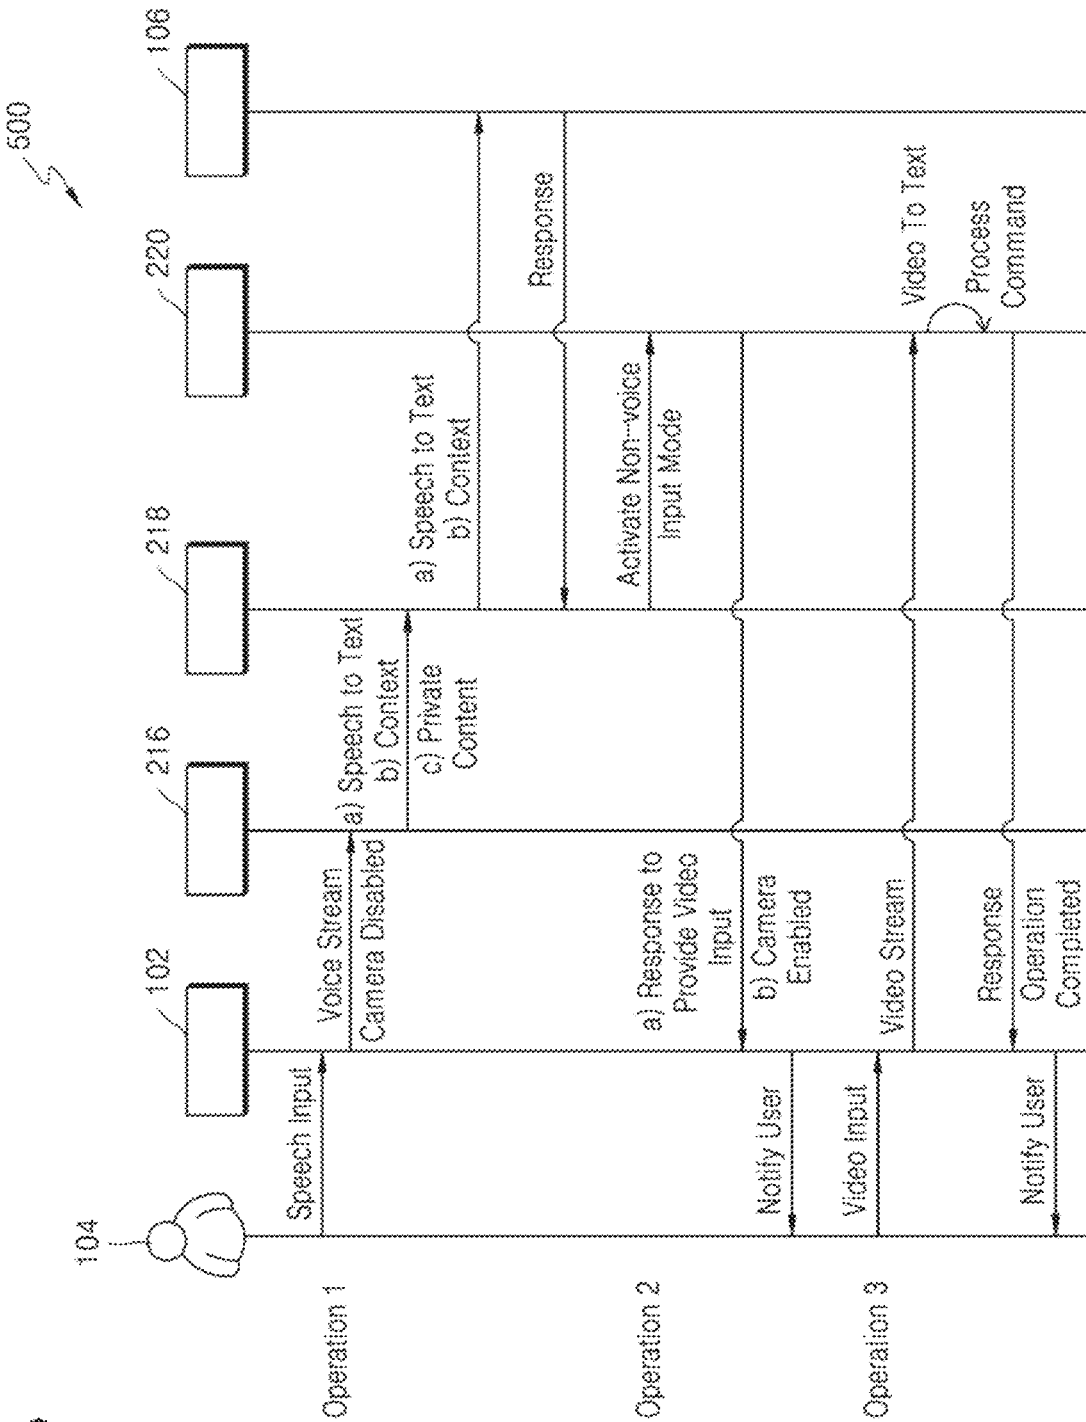 500
104
102
216
218
220
106
Operation 1
Speech Input
Voice Stream
Camera Disabled
a) Speech to Text
b) Context
c) Private
Content
a) Speech to Text
b) Context
Response
Operation 2
Activate Non-voice
Input Mode
a) Response to
Provide Video
Input
b) Camera
Enabled
Notify User
Operation 3
Video Input
Video Stream
Video To Text
Process
Command
Response
Operation
Completed
Notify User